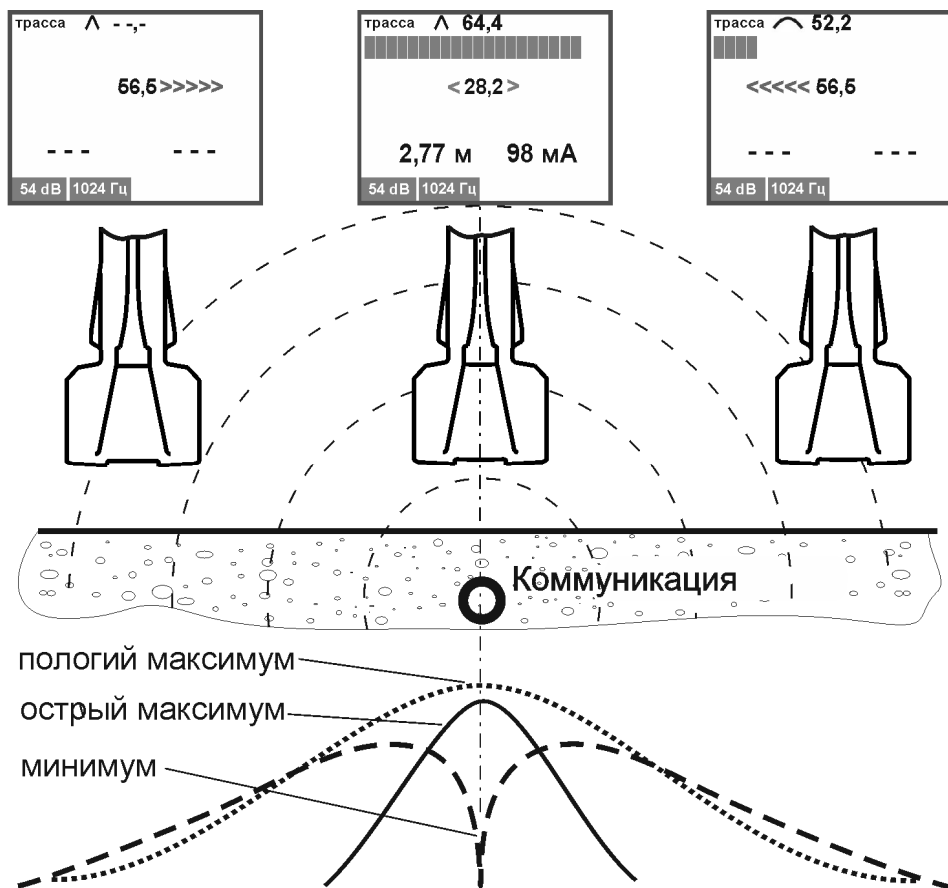 трасса ∧ - -,-
56,5 >>>>>
- - - - - -
54 dB 1024 Гц
трасса ∧ 64,4
< 28,2 >
2,77 м 98 мА
54 dB 1024 Гц
трасса ⌒ 52,2
<<<<< 56,5
- - - - - -
54 dB 1024 Гц
Коммуникация
пологий максимум
острый максимум
минимум